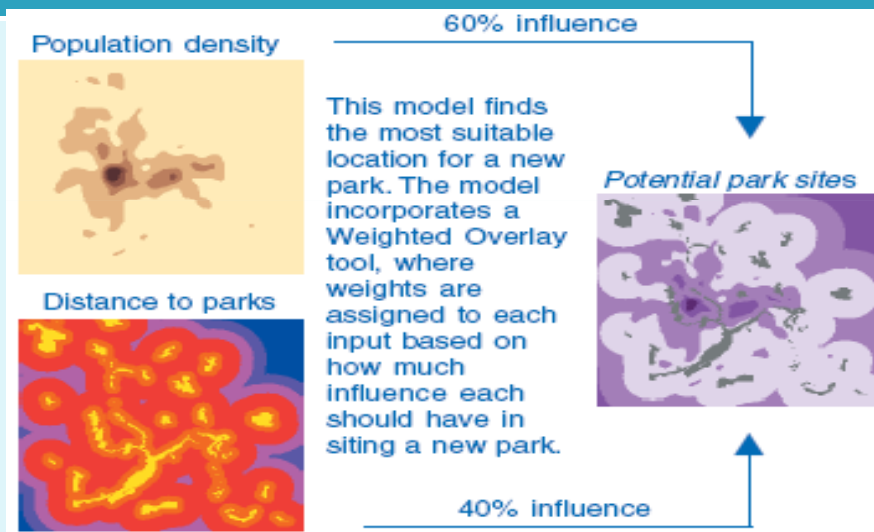 Population density
60% influence
This model finds
the most suitable
location for a new
park. The model
incorporates a
Weighted Overlay
tool, where
weights are
assigned to each
input based on
how much
influence each
should have in
siting a new park.
Potential park sites
Distance to parks
40% influence